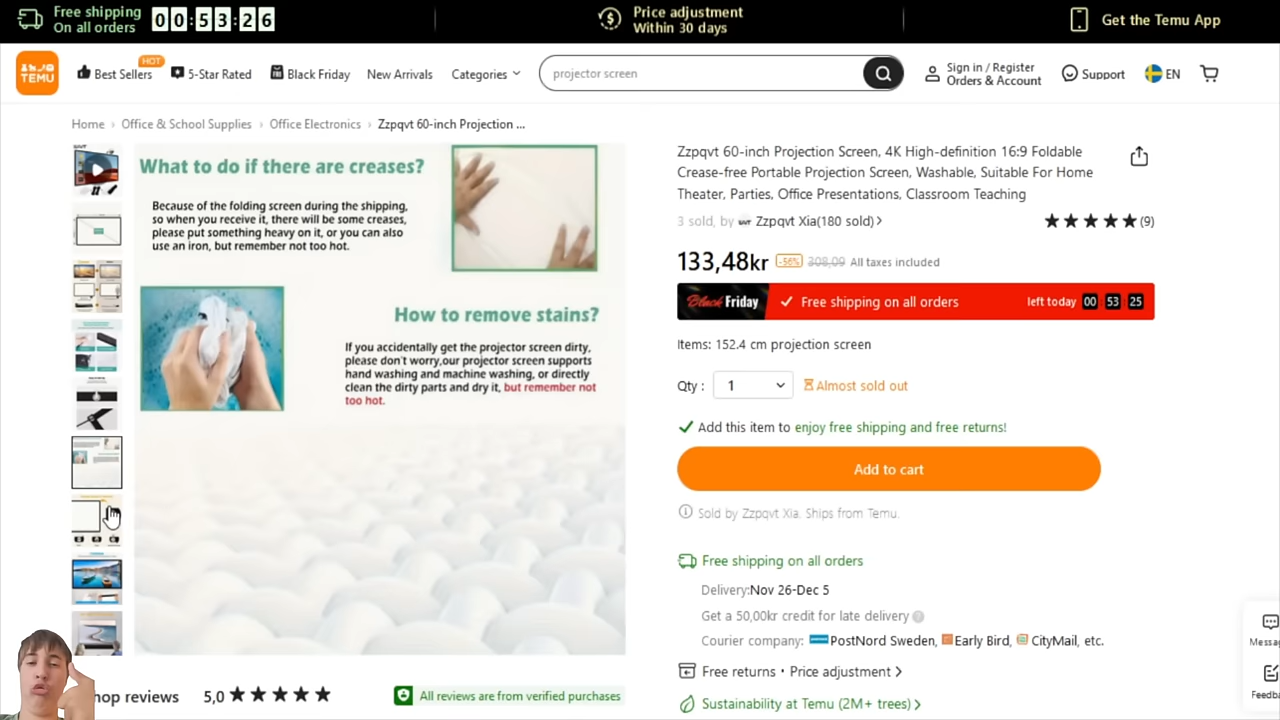 Free shipping
On all orders
00:53:26
Price adjustment
Within 30 days
Get the Temu App
TEMU
Best Sellers
HOT
5-Star Rated
Black Friday
New Arrivals
Categories
projector screen
Sign in / Register
Orders & Account
Support
EN
Home › Office & School Supplies › Office Electronics › Zzpqvt 60-inch Projection ...
What to do if there are creases?
Because of the folding screen during the shipping,
so when you receive it, there will be some creases,
please put something heavy on it, or you can also
use an iron, but remember not too hot.
How to remove stains?
If you accidentally get the projector screen dirty,
please don't worry,our projector screen supports
hand washing and machine washing, or directly
clean the dirty parts and dry it, but remember not
too hot.
hop reviews
5,0
All reviews are from verified purchases
Zzpqvt 60-inch Projection Screen, 4K High-definition 16:9 Foldable
Crease-free Portable Projection Screen, Washable, Suitable For Home
Theater, Parties, Office Presentations, Classroom Teaching
3 sold, by Zzpqvt Xia(180 sold) ›
(9)
133,48kr -56% 308,09 All taxes included
Black Friday
Free shipping on all orders
left today 00 53 25
Items: 152.4 cm projection screen
Qty : 1
Almost sold out
Add this item to enjoy free shipping and free returns!
Add to cart
Sold by Zzpqvt Xia. Ships from Temu.
Free shipping on all orders
Delivery:Nov 26-Dec 5
Get a 50,00kr credit for late delivery
Courier company: PostNord Sweden, Early Bird, CityMail, etc.
Free returns · Price adjustment ›
Sustainability at Temu (2M+ trees) ›
Messa
Feedb